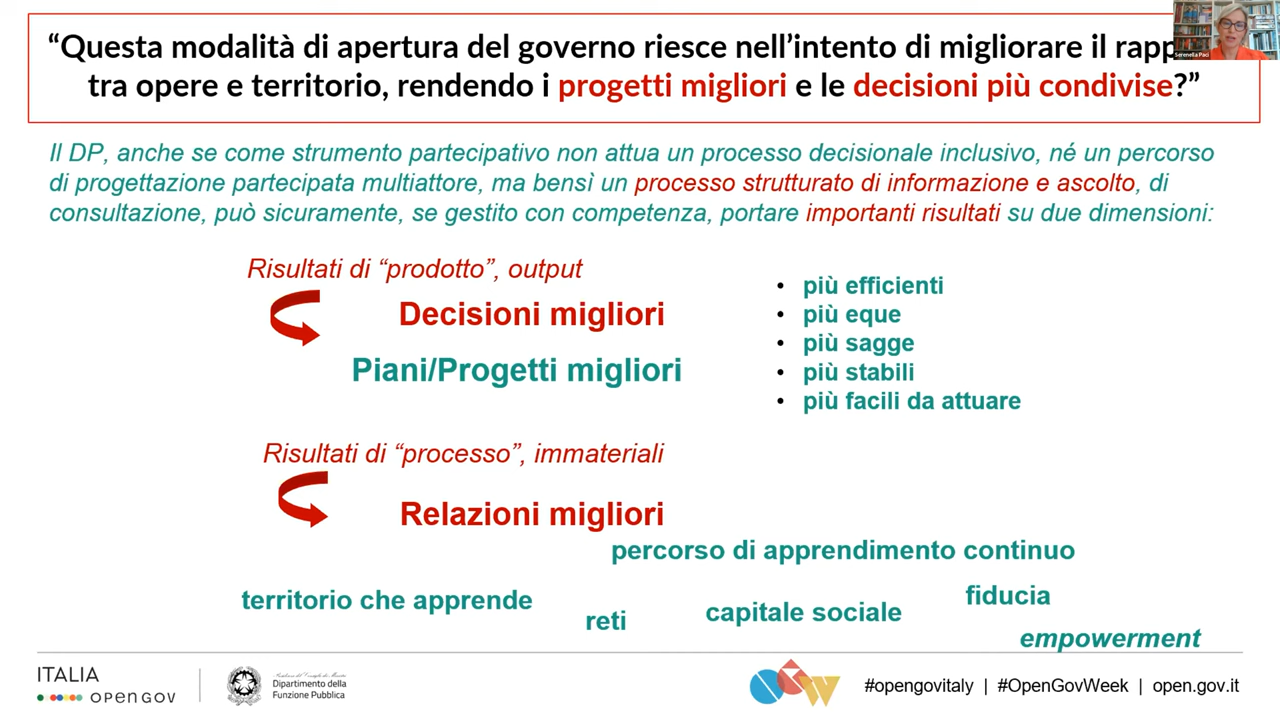 “Questa modalità di apertura del governo riesce nell’intento di migliorare il
tra opere e territorio, rendendo i progetti migliori e le decisioni più condivise?”
Serenella Paci
Il DP, anche se come strumento partecipativo non attua un processo decisionale inclusivo, né un percorso
di progettazione partecipata multiattore, ma bensì un processo strutturato di informazione e ascolto, di
consultazione, può sicuramente, se gestito con competenza, portare importanti risultati su due dimensioni:
Risultati di “prodotto”, output
Decisioni migliori
Piani/Progetti migliori
• più efficienti
• più eque
• più sagge
• più stabili
• più facili da attuare
Risultati di “processo”, immateriali
Relazioni migliori
percorso di apprendimento continuo
territorio che apprende
reti
capitale sociale
fiducia
empowerment
ITALIA
open gov
Dipartimento della
Funzione Pubblica
OGW
#opengovitaly | #OpenGovWeek | open.gov.it